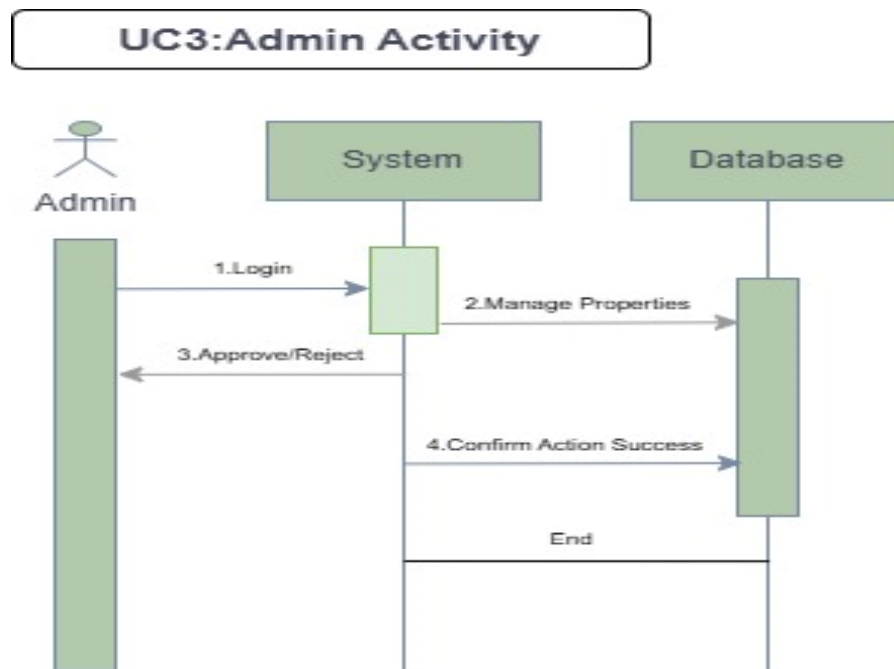 UC3:Admin Activity
System
Database
Admin
1.Login
2.Manage Properties
3.Approve/Reject
4.Confirm Action Success
End